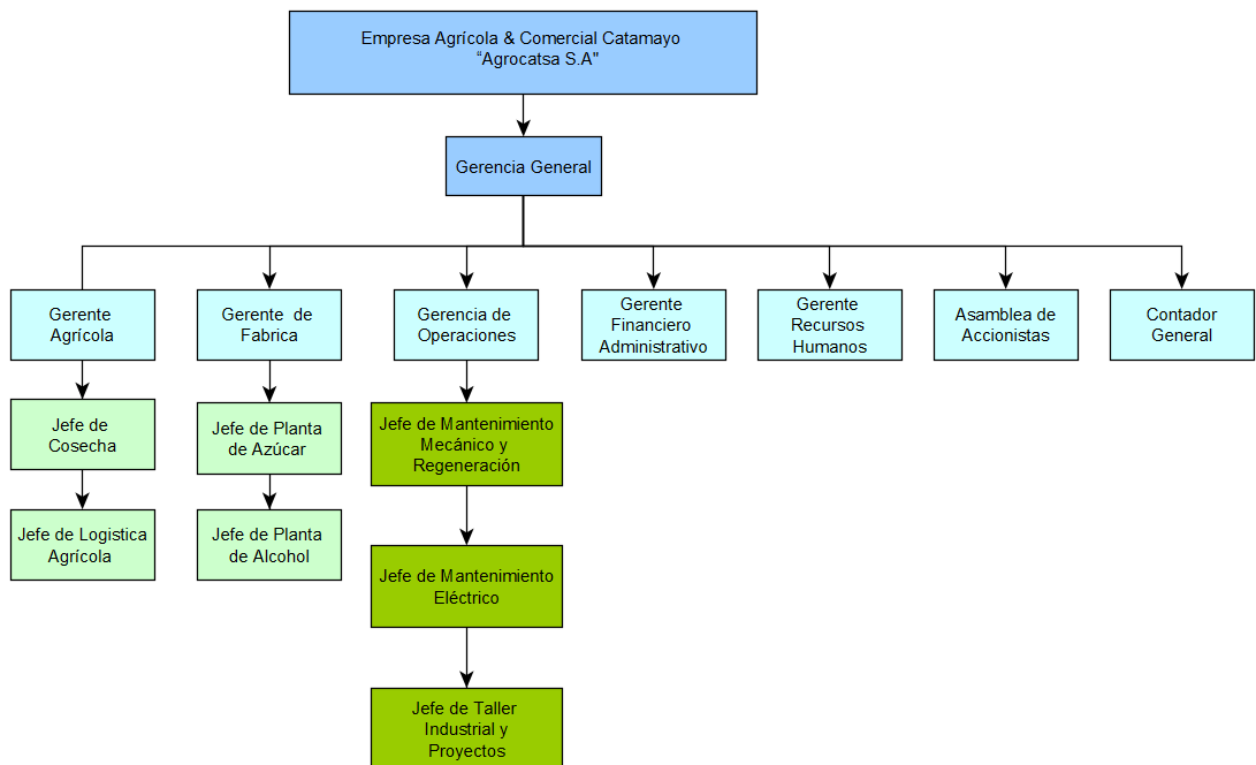 Empresa Agrícola & Comercial Catamayo
“Agrocatsa S.A"
Gerencia General
Gerente
Agrícola
Gerente de
Fabrica
Gerencia de
Operaciones
Gerente
Financiero
Administrativo
Gerente
Recursos
Humanos
Asamblea de
Accionistas
Contador
General
Jefe de
Cosecha
Jefe de Planta
de Azúcar
Jefe de Mantenimiento
Mecánico y
Regeneración
Jefe de Logistica
Agrícola
Jefe de Planta
de Alcohol
Jefe de Mantenimiento
Eléctrico
Jefe de Taller
Industrial y
Proyectos